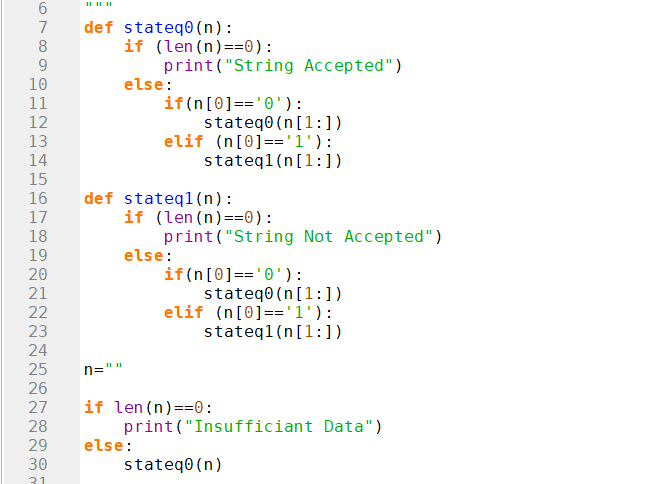 6 """
7 def stateq0(n):
8     if (len(n)==0):
9         print("String Accepted")
10     else:
11         if(n[0]=='0'):
12             stateq0(n[1:])
13         elif (n[0]=='1'):
14             stateq1(n[1:])
15
16 def stateq1(n):
17     if (len(n)==0):
18         print("String Not Accepted")
19     else:
20         if(n[0]=='0'):
21             stateq0(n[1:])
22         elif (n[0]=='1'):
23             stateq1(n[1:])
24
25 n=""
26
27 if len(n)==0:
28     print("Insufficiant Data")
29 else:
30     stateq0(n)
31